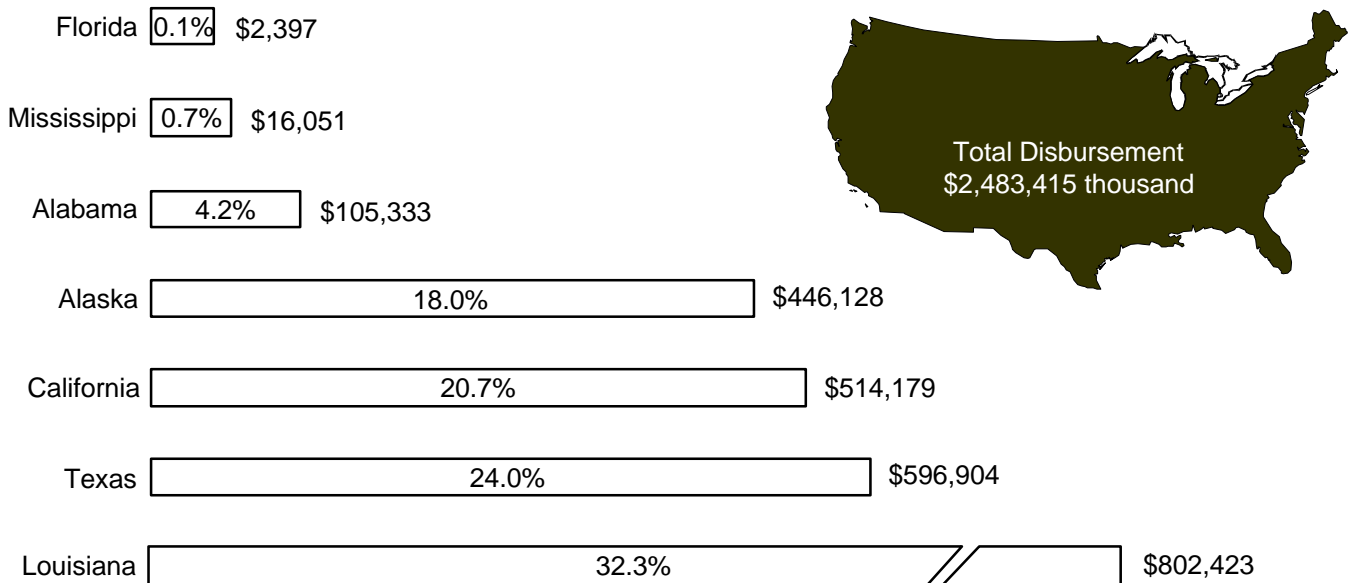 Florida 0.1% $2,397
Mississippi 0.7% $16,051
Total Disbursement
$2,483,415 thousand
Alabama 4.2% $105,333
Alaska 18.0% $446,128
California 20.7% $514,179
Texas 24.0% $596,904
Louisiana 32.3% $802,423